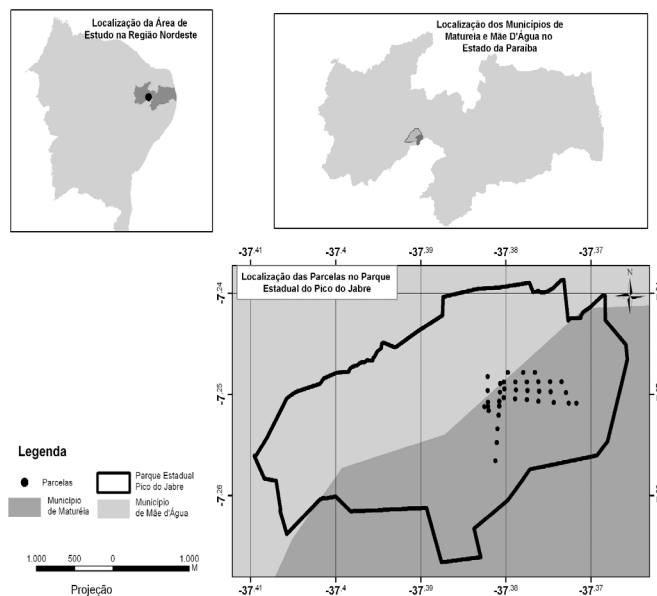 Localização da Área de
Estudo na Região Nordeste
Localização dos Municípios de
Matureia e Mãe D'Água no
Estado da Paraíba
-37.41
-37.4
-37.39
-37.38
-37.37
Localização das Parcelas no Parque
Estadual do Pico do Jabre
N
-7.24
-7.25
-7.26
Legenda
Parcelas
Parque Estadual
Pico do Jabre
Município
de Maturéia
Município
de Mãe d'Água
1.000
500
0
1.000
M
Projeção
-37.41
-37.4
-37.39
-37.38
-37.37